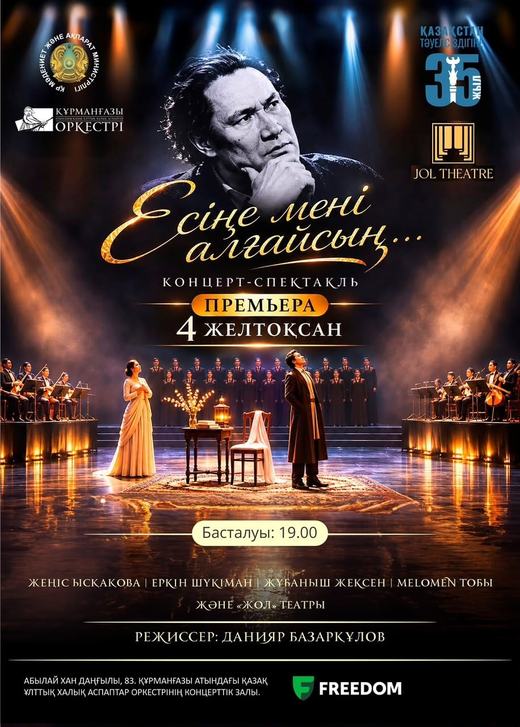 ҚР МӘДЕНИЕТ ЖӘНЕ АҚПАРАТ МИНИСТРЛІГІ
ҚҰРМАНҒАЗЫ
ОРКЕСТРІ
ҚАЗАҚСТАН
ТӘУЕЛСІЗДІГІНЕ
35
ЖЫЛ
JOL THEATRE
Есіңе мені
алғайсың...
КОНЦЕРТ-СПЕКТАКЛЬ
ПРЕМЬЕРА
4 ЖЕЛТОҚСАН
Басталуы: 19.00
ЖЕҢІС ЫСҚАҚОВА | ЕРКІН ШҮКІМАН | ЖҰБАНЫШ ЖЕКСЕН | MELOMEN ТОБЫ
ЖӘНЕ «ЖОЛ» ТЕАТРЫ
РЕЖИССЕР: ДАНИЯР БАЗАРҚҰЛОВ
АБЫЛАЙ ХАН ДАҢҒЫЛЫ, 83. ҚҰРМАНҒАЗЫ АТЫНДАҒЫ ҚАЗАҚ
ҰЛТТЫҚ ХАЛЫҚ АСПАПТАР ОРКЕСТРІНІҢ КОНЦЕРТТІК ЗАЛЫ.
FREEDOM